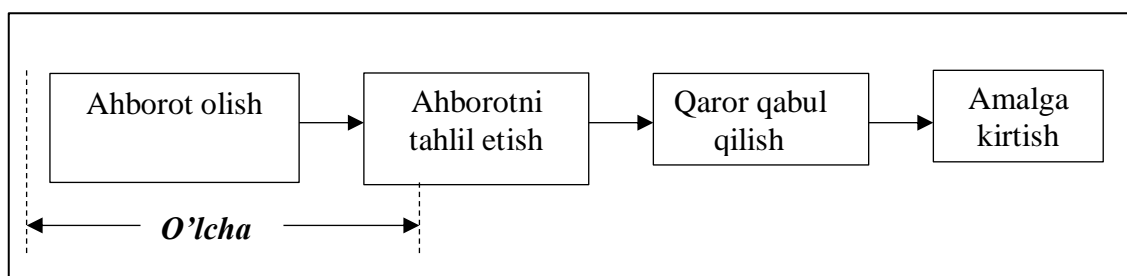 Ahborot olish
Ahborotni
tahlil etish
Qaror qabul
qilish
Amalga
kirtish
O’lcha